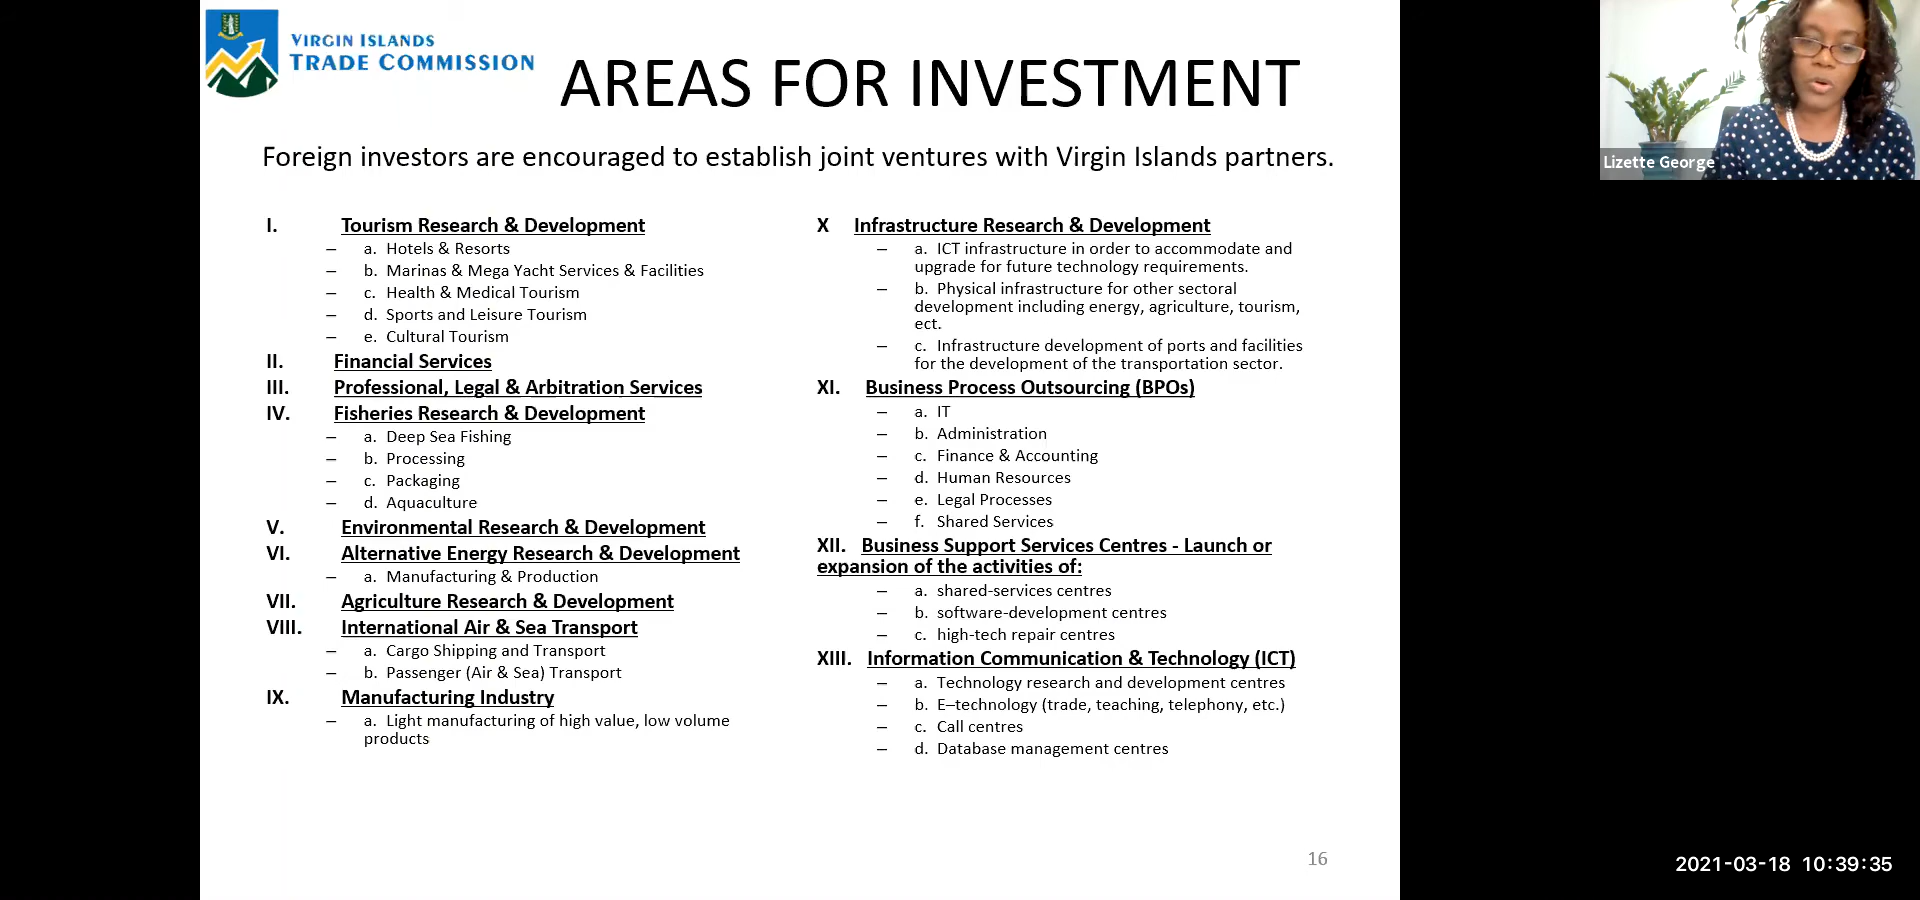 VIRGIN ISLANDS
TRADE COMMISSION
AREAS FOR INVESTMENT
Foreign investors are encouraged to establish joint ventures with Virgin Islands partners.
I. Tourism Research & Development
– a. Hotels & Resorts
– b. Marinas & Mega Yacht Services & Facilities
– c. Health & Medical Tourism
– d. Sports and Leisure Tourism
– e. Cultural Tourism
II. Financial Services
III. Professional, Legal & Arbitration Services
IV. Fisheries Research & Development
– a. Deep Sea Fishing
– b. Processing
– c. Packaging
– d. Aquaculture
V. Environmental Research & Development
VI. Alternative Energy Research & Development
– a. Manufacturing & Production
VII. Agriculture Research & Development
VIII. International Air & Sea Transport
– a. Cargo Shipping and Transport
– b. Passenger (Air & Sea) Transport
IX. Manufacturing Industry
– a. Light manufacturing of high value, low volume
products
X Infrastructure Research & Development
– a. ICT infrastructure in order to accommodate and
upgrade for future technology requirements.
– b. Physical infrastructure for other sectoral
development including energy, agriculture, tourism,
ect.
– c. Infrastructure development of ports and facilities
for the development of the transportation sector.
XI. Business Process Outsourcing (BPOs)
– a. IT
– b. Administration
– c. Finance & Accounting
– d. Human Resources
– e. Legal Processes
– f. Shared Services
XII. Business Support Services Centres - Launch or
expansion of the activities of:
– a. shared-services centres
– b. software-development centres
– c. high-tech repair centres
XIII. Information Communication & Technology (ICT)
– a. Technology research and development centres
– b. E–technology (trade, teaching, telephony, etc.)
– c. Call centres
– d. Database management centres
16
Lizette George
2021-03-18 10:39:35